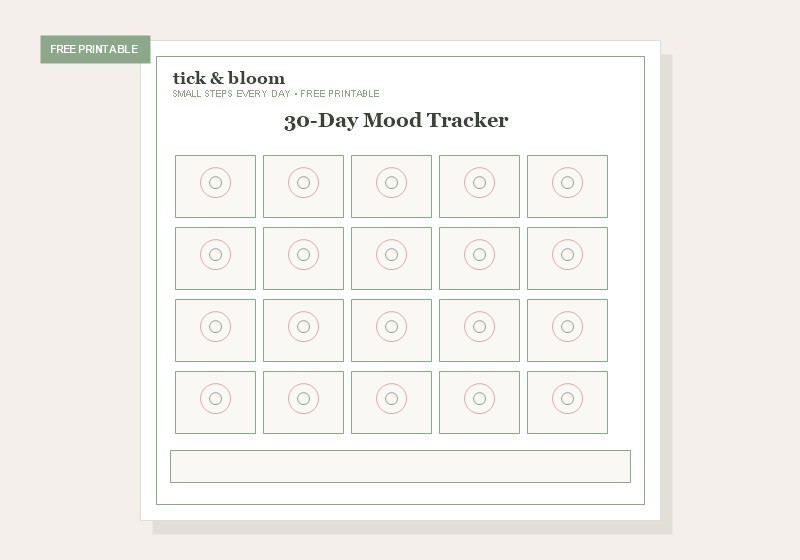 FREE PRINTABLE
tick & bloom
SMALL STEPS EVERY DAY • FREE PRINTABLE
30-Day Mood Tracker